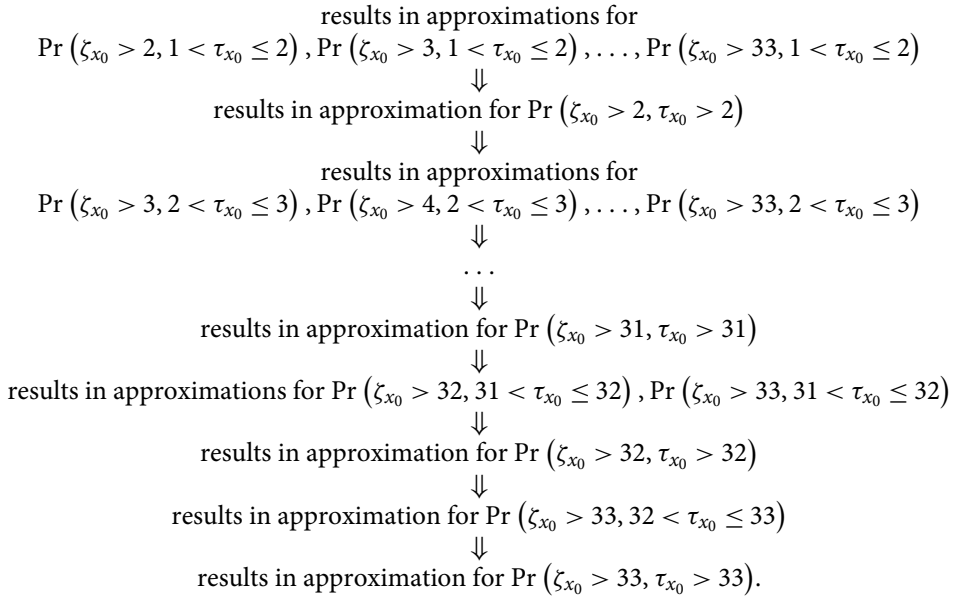 results in approximations for
Pr (ζ_{x_0} > 2, 1 < τ_{x_0} ≤ 2) , Pr (ζ_{x_0} > 3, 1 < τ_{x_0} ≤ 2) , . . . , Pr (ζ_{x_0} > 33, 1 < τ_{x_0} ≤ 2)
⇓
results in approximation for Pr (ζ_{x_0} > 2, τ_{x_0} > 2)
⇓
results in approximations for
Pr (ζ_{x_0} > 3, 2 < τ_{x_0} ≤ 3) , Pr (ζ_{x_0} > 4, 2 < τ_{x_0} ≤ 3) , . . . , Pr (ζ_{x_0} > 33, 2 < τ_{x_0} ≤ 3)
⇓
. . .
⇓
results in approximation for Pr (ζ_{x_0} > 31, τ_{x_0} > 31)
⇓
results in approximations for Pr (ζ_{x_0} > 32, 31 < τ_{x_0} ≤ 32) , Pr (ζ_{x_0} > 33, 31 < τ_{x_0} ≤ 32)
⇓
results in approximation for Pr (ζ_{x_0} > 32, τ_{x_0} > 32)
⇓
results in approximation for Pr (ζ_{x_0} > 33, 32 < τ_{x_0} ≤ 33)
⇓
results in approximation for Pr (ζ_{x_0} > 33, τ_{x_0} > 33).